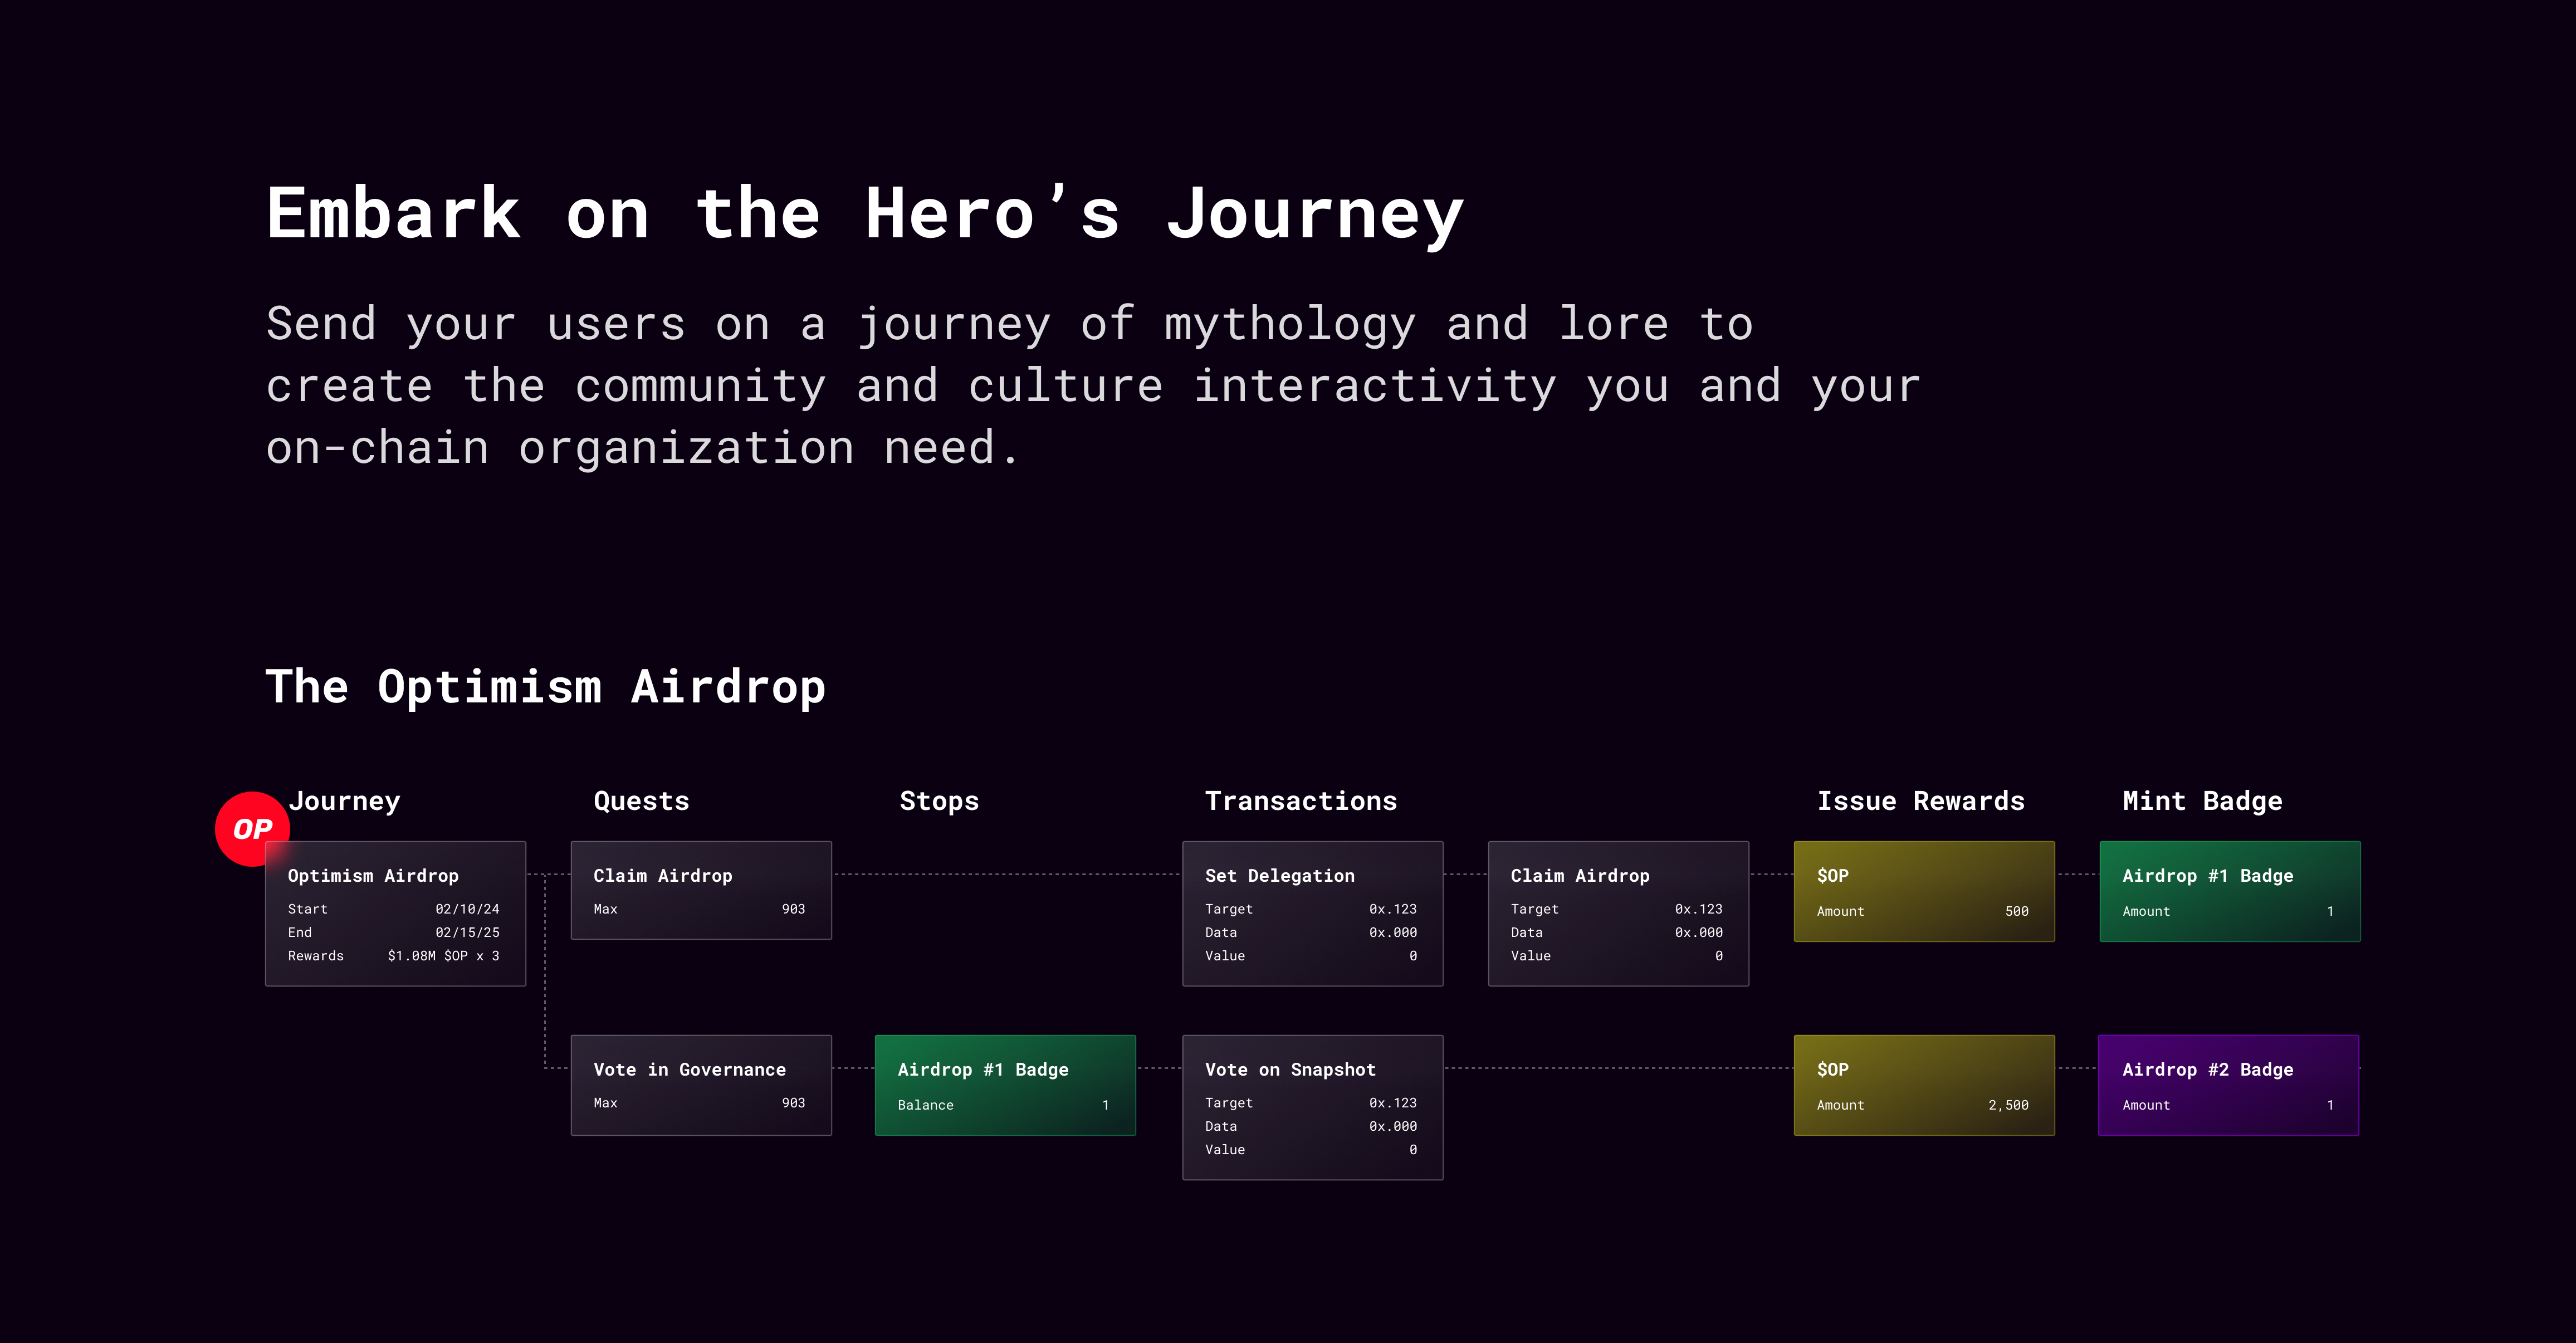 Embark on the Hero’s Journey
Send your users on a journey of mythology and lore to
create the community and culture interactivity you and your
on-chain organization need.
The Optimism Airdrop
OP
Journey
Quests
Stops
Transactions
Issue Rewards
Mint Badge
Optimism Airdrop
Start 02/10/24
End 02/15/25
Rewards $1.08M $OP x 3
Claim Airdrop
Max 903
Set Delegation
Target 0x.123
Data 0x.000
Value 0
Claim Airdrop
Target 0x.123
Data 0x.000
Value 0
$OP
Amount 500
Airdrop #1 Badge
Amount 1
Vote in Governance
Max 903
Airdrop #1 Badge
Balance 1
Vote on Snapshot
Target 0x.123
Data 0x.000
Value 0
$OP
Amount 2,500
Airdrop #2 Badge
Amount 1